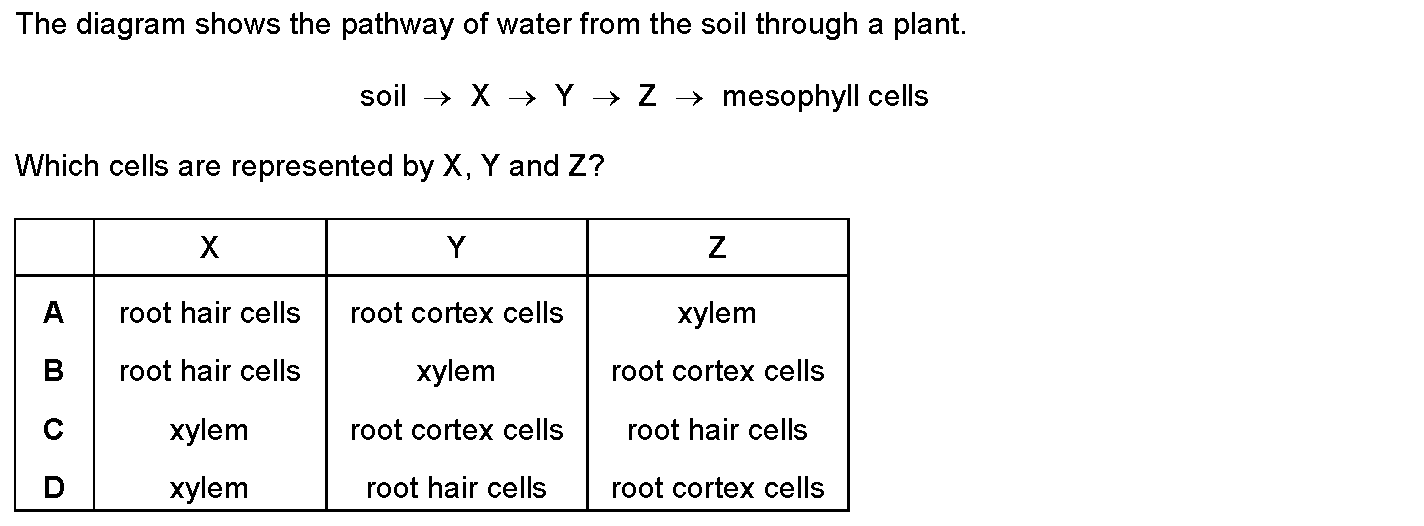 The diagram shows the pathway of water from the soil through a plant.
soil → X → Y → Z → mesophyll cells
Which cells are represented by X, Y and Z?
X Y Z
A root hair cells root cortex cells xylem
B root hair cells xylem root cortex cells
C xylem root cortex cells root hair cells
D xylem root hair cells root cortex cells